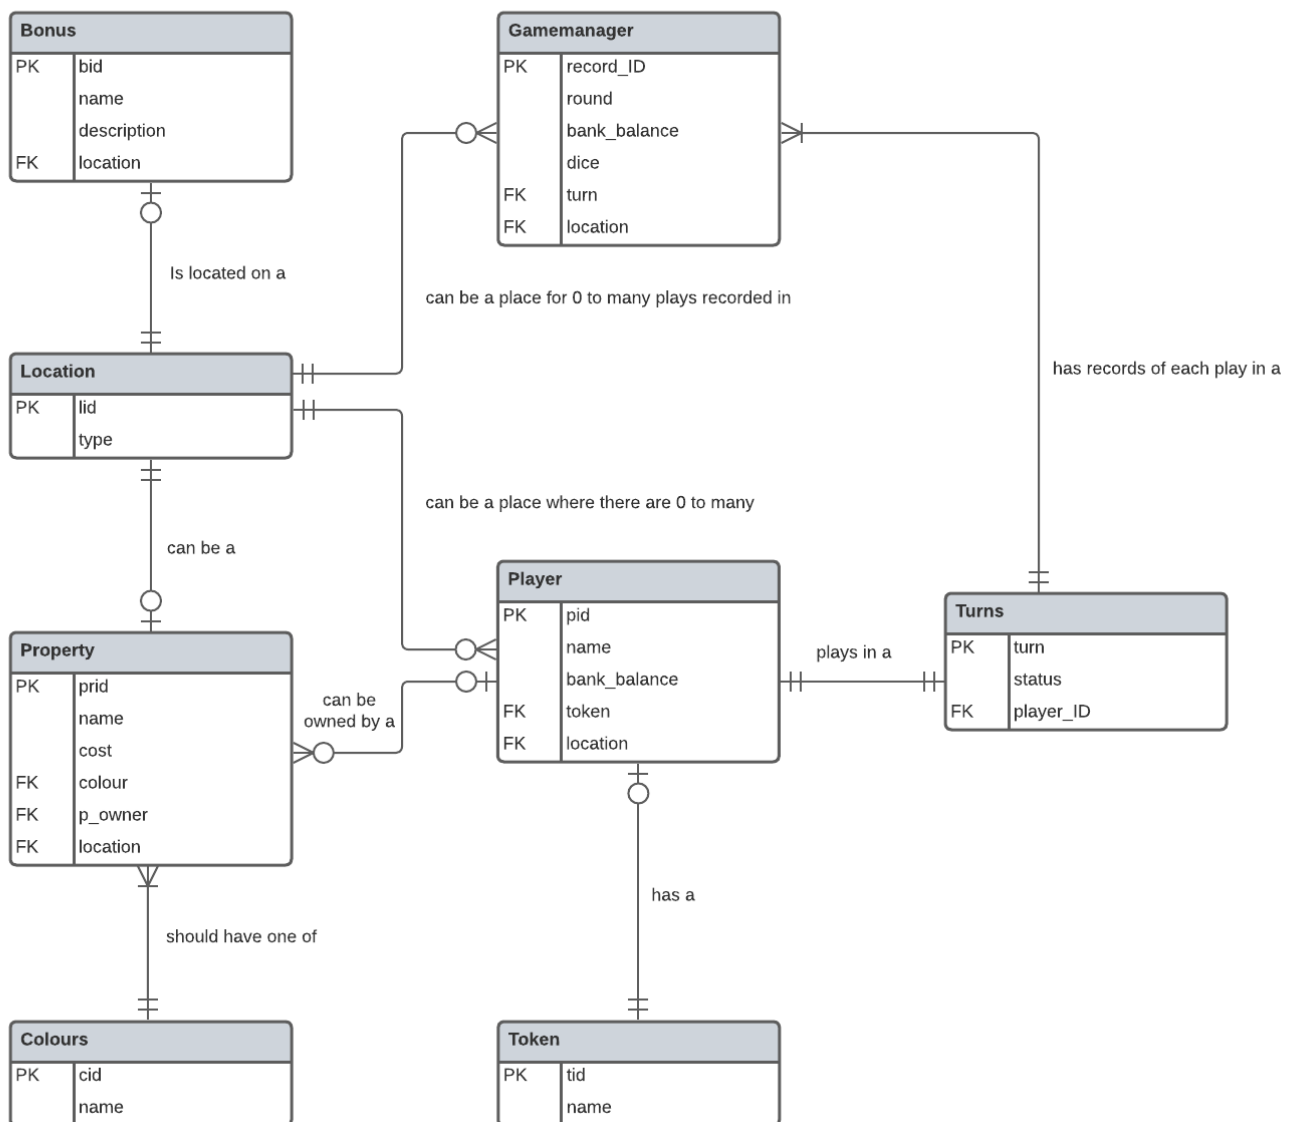 Bonus
PK bid
name
description
FK location
Gamemanager
PK record_ID
round
bank_balance
dice
FK turn
FK location
Is located on a
can be a place for 0 to many plays recorded in
has records of each play in a
Location
PK lid
type
can be a place where there are 0 to many
can be a
Player
PK pid
name
bank_balance
FK token
FK location
plays in a
Turns
PK turn
status
FK player_ID
Property
PK prid
name
cost
FK colour
FK p_owner
FK location
can be
owned by a
has a
should have one of
Colours
PK cid
name
Token
PK tid
name